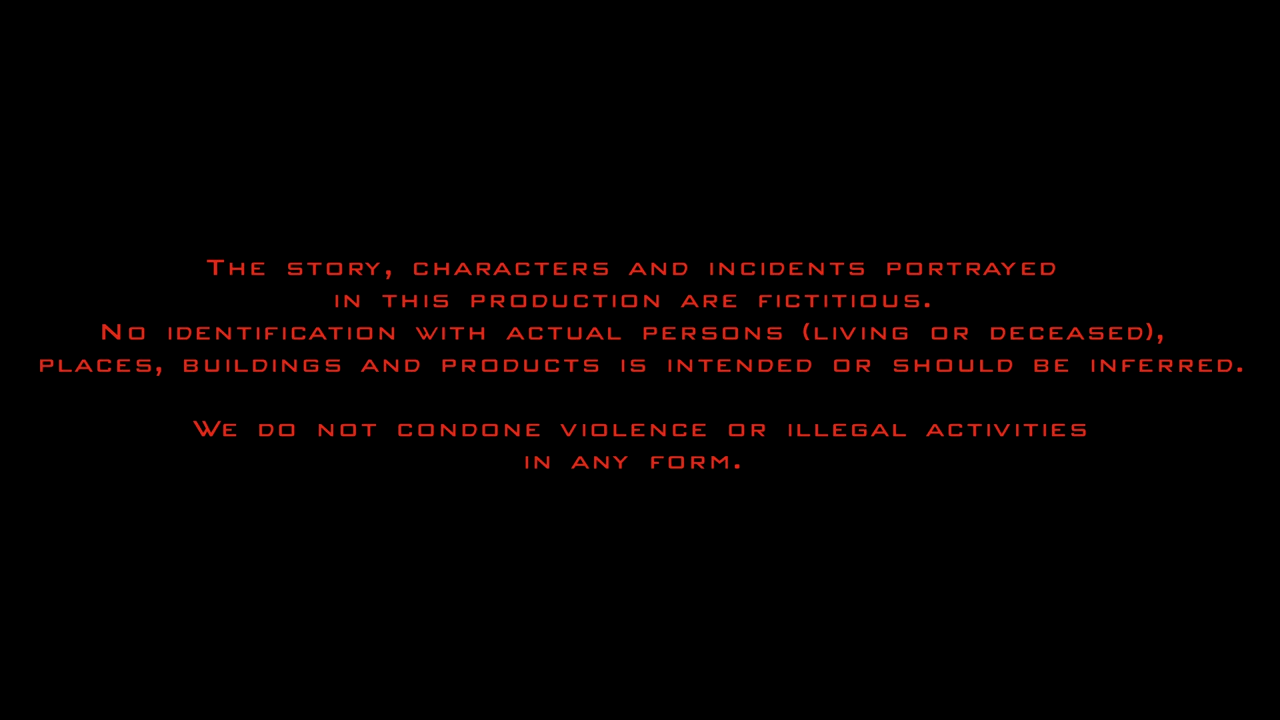 The story, characters and incidents portrayed
in this production are fictitious.
No identification with actual persons (living or deceased),
places, buildings and products is intended or should be inferred.
We do not condone violence or illegal activities
in any form.